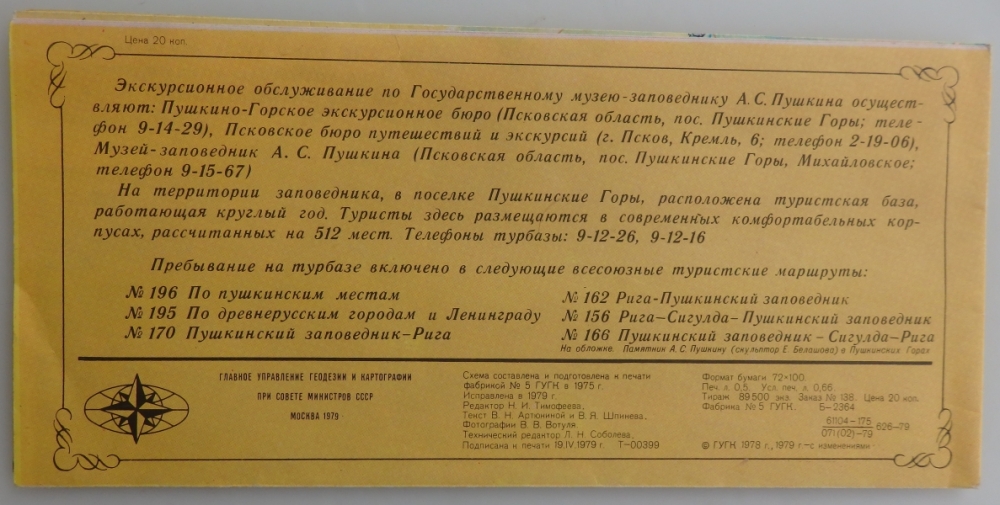 Цена 20 коп.
Экскурсионное обслуживание по Государственному музею-заповеднику А.С.Пушкина осущест-
вляют: Пушкино-Горское экскурсионное бюро (Псковская область, пос. Пушкинские Горы; теле-
фон 9-14-29), Псковское бюро путешествий и экскурсий (г. Псков, Кремль, 6; телефон 2-19-06),
Музей-заповедник А. С. Пушкина (Псковская область, пос. Пушкинские Горы, Михайловское;
телефон 9-15-67)
На территории заповедника, в поселке Пушкинские Горы, расположена туристская база,
работающая круглый год. Туристы здесь размещаются в современных комфортабельных кор-
пусах, рассчитанных на 512 мест. Телефоны турбазы: 9-12-26, 9-12-16
Пребывание на турбазе включено в следующие всесоюзные туристские маршруты:
№ 196 По пушкинским местам
№ 195 По древнерусским городам и Ленинграду
№ 170 Пушкинский заповедник–Рига
№ 162 Рига-Пушкинский заповедник
№ 156 Рига–Сигулда–Пушкинский заповедник
№ 166 Пушкинский заповедник–Сигулда–Рига
На обложке: Памятник А.С. Пушкину (скульптор Е. Белашова) в Пушкинских Горах
ГЛАВНОЕ УПРАВЛЕНИЕ ГЕОДЕЗИИ И КАРТОГРАФИИ
ПРИ СОВЕТЕ МИНИСТРОВ СССР
МОСКВА 1979
Схема составлена и подготовлена к печати
фабрикой № 5 ГУГК в 1975 г.
Исправлена в 1979 г.
Редактор Н. И. Тимофеева.
Текст В. Н. Артюниной и В. Я. Шпинева.
Фотографии В. В. Вотуля.
Технический редактор Л. Н. Соболева.
Подписана к печати 19.IV.1979 г. Т-00399
Формат бумаги 72×100.
Печ. л. 0,5. Усл. печ. л. 0,66.
Тираж 89500 экз. Заказ № 138. Цена 20 коп.
Фабрика № 5 ГУГК. 5-2364
61104-175
071(02)-79
626-79.
© ГУГК 1978 г., 1979 г.-с изменениями